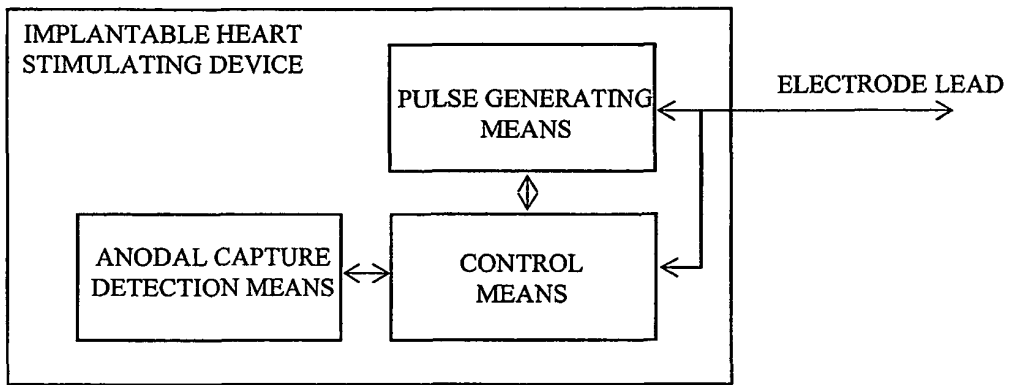 IMPLANTABLE HEART
STIMULATING DEVICE
PULSE GENERATING
MEANS
ELECTRODE LEAD
ANODAL CAPTURE
DETECTION MEANS
CONTROL
MEANS